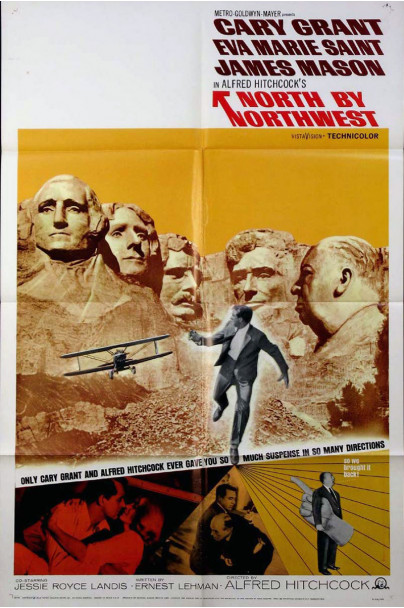 METRO-GOLDWYN-MAYER presents
CARY GRANT
EVA MARIE SAINT
JAMES MASON
IN ALFRED HITCHCOCK'S
NORTH BY
NORTHWEST
VISTAVISION® TECHNICOLOR
ONLY CARY GRANT AND ALFRED HITCHCOCK EVER GAVE YOU SO MUCH SUSPENSE IN SO MANY DIRECTIONS
so we
brought it
back!
CO-STARRING
JESSIE ROYCE LANDIS ·
WRITTEN BY
ERNEST LEHMAN ·
DIRECTED BY
ALFRED HITCHCOCK